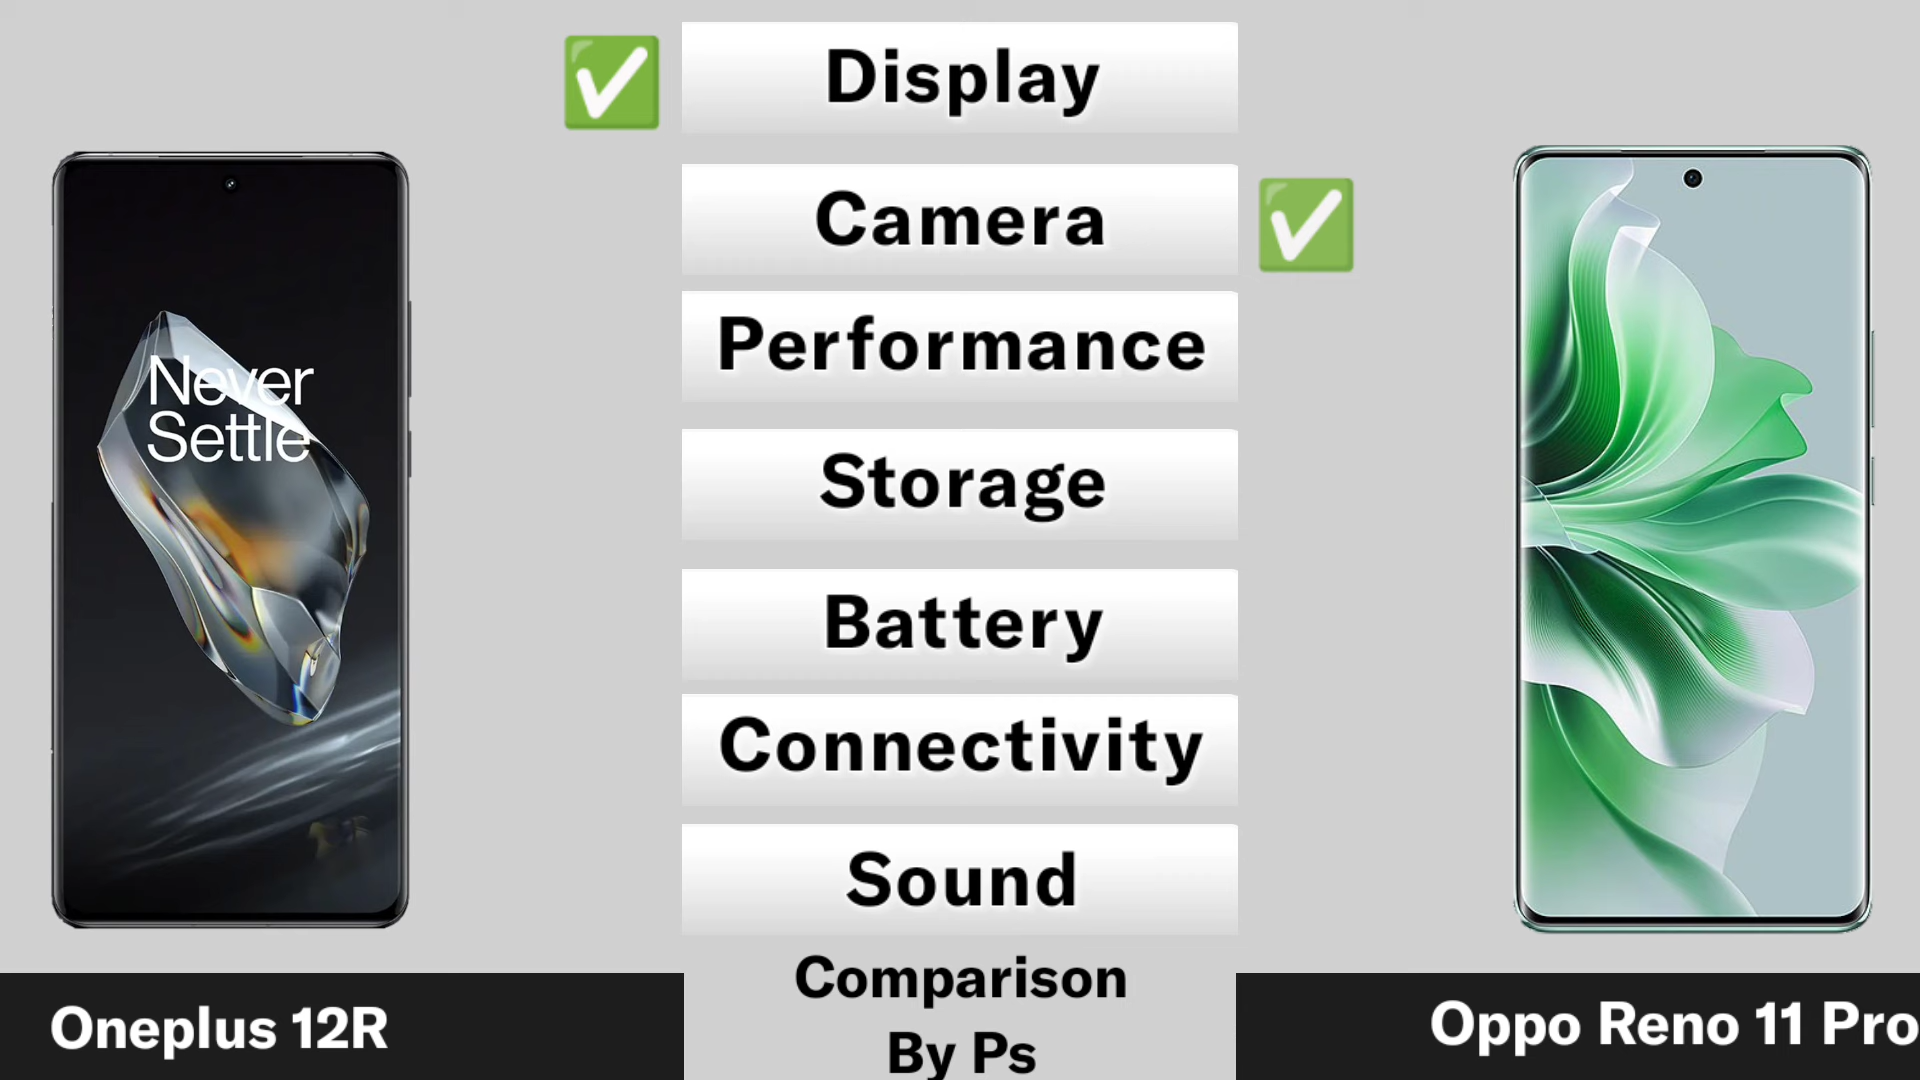 Display
Camera
Performance
Storage
Battery
Connectivity
Sound
Comparison
By Ps
Never
Settle
Oneplus 12R
Oppo Reno 11 Pro